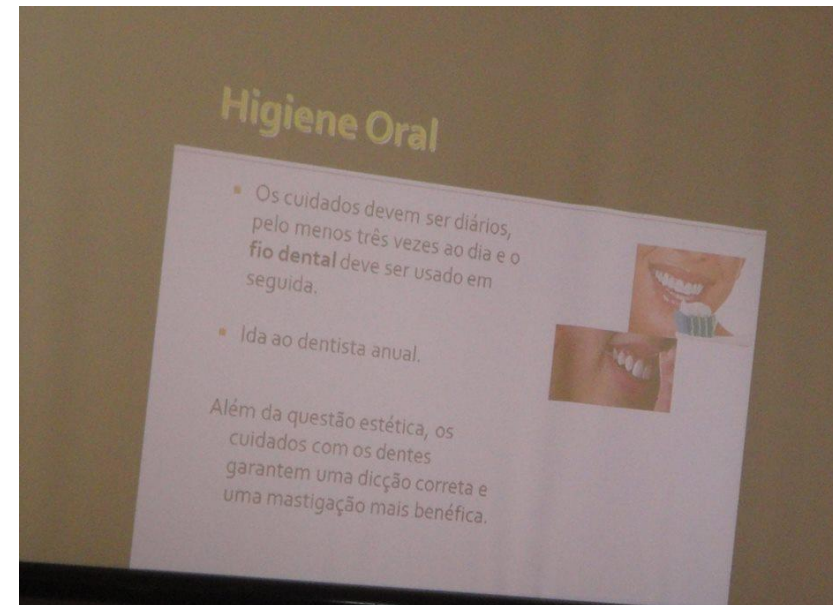 Higiene Oral
Os cuidados devem ser diários,
pelo menos três vezes ao dia e o
fio dental deve ser usado em
seguida.
Ida ao dentista anual.
Além da questão estética, os
cuidados com os dentes
garantem uma dicção correta e
uma mastigação mais benéfica.